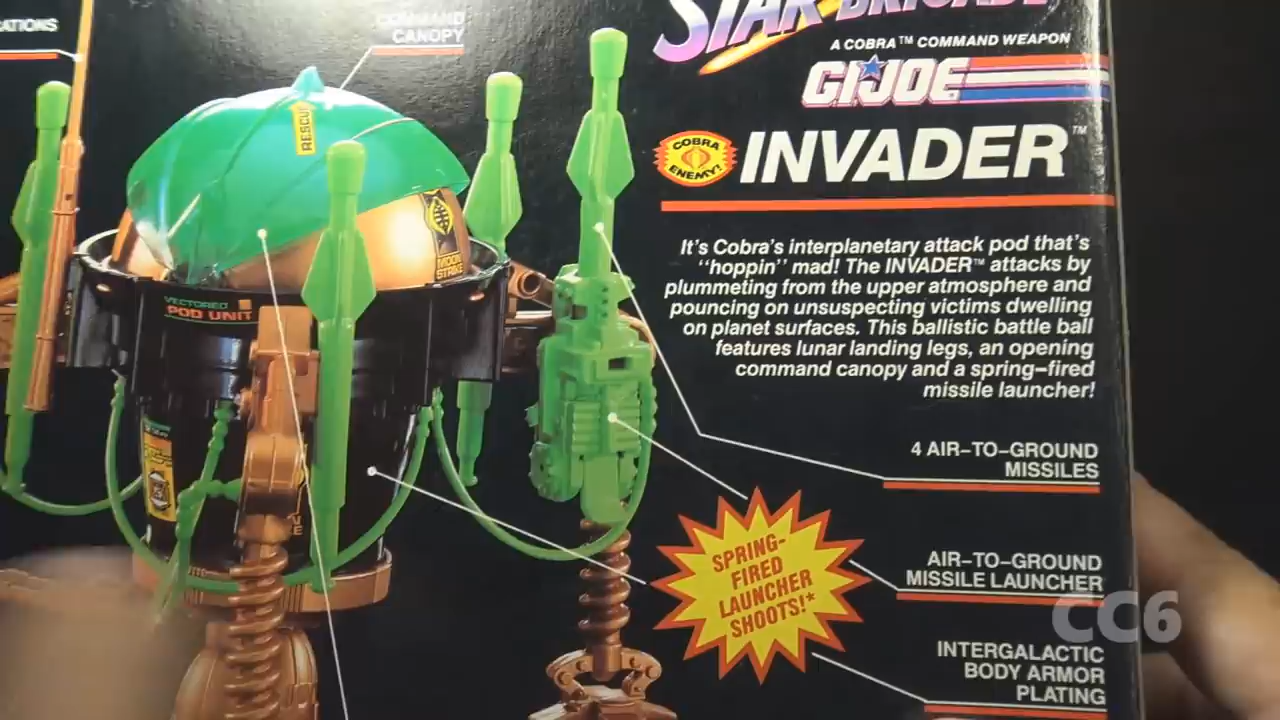 COMMAND
CANOPY
STAR BRIGADE
A COBRA™ COMMAND WEAPON
GI JOE
COBRA
ENEMY!
INVADER™
It's Cobra's interplanetary attack pod that's
“hoppin” mad! The INVADER™ attacks by
plummeting from the upper atmosphere and
pouncing on unsuspecting victims dwelling
on planet surfaces. This ballistic battle ball
features lunar landing legs, an opening
command canopy and a spring–fired
missile launcher!
RESCUE
MOON
STRIKE
VECTORED
POD UNIT
4 AIR–TO–GROUND
MISSILES
SPRING-
FIRED
LAUNCHER
SHOOTS!*
AIR–TO–GROUND
MISSILE LAUNCHER
INTERGALACTIC
BODY ARMOR
PLATING
CC6